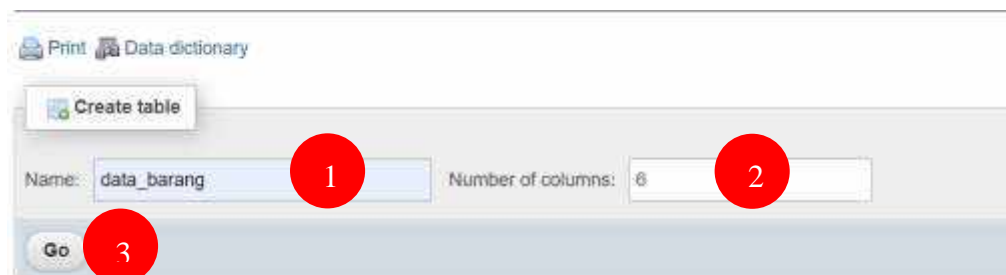 Print Data dictionary
Create table
Name: data_barang 1 Number of columns: 6 2
Go 3